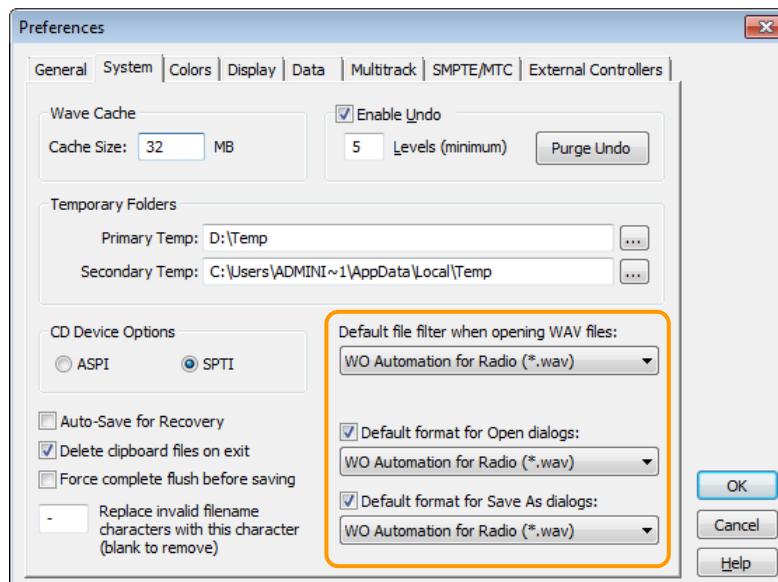 Preferences
General System Colors Display Data Multitrack SMPTE/MTC External Controllers
Wave Cache
Cache Size: 32 MB
Enable Undo
5 Levels (minimum) Purge Undo
Temporary Folders
Primary Temp: D:\Temp ...
Secondary Temp: C:\Users\ADMINI~1\AppData\Local\Temp ...
CD Device Options
ASPI SPTI
Auto-Save for Recovery
Delete clipboard files on exit
Force complete flush before saving
- Replace invalid filename
characters with this character
(blank to remove)
Default file filter when opening WAV files:
WO Automation for Radio (*.wav)
Default format for Open dialogs:
WO Automation for Radio (*.wav)
Default format for Save As dialogs:
WO Automation for Radio (*.wav)
OK
Cancel
Help